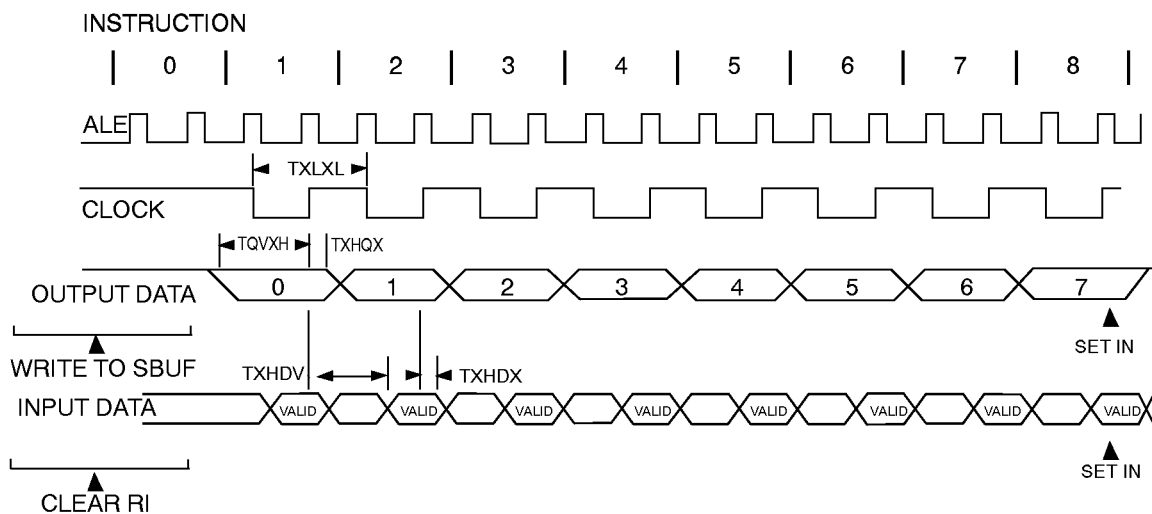 INSTRUCTION
0 1 2 3 4 5 6 7 8
ALE
TXLXL
CLOCK
TQVXH TXHQX
OUTPUT DATA 0 1 2 3 4 5 6 7
SET IN
WRITE TO SBUF
TXHDV TXHDX
INPUT DATA VALID VALID VALID VALID VALID VALID VALID VALID
SET IN
CLEAR RI